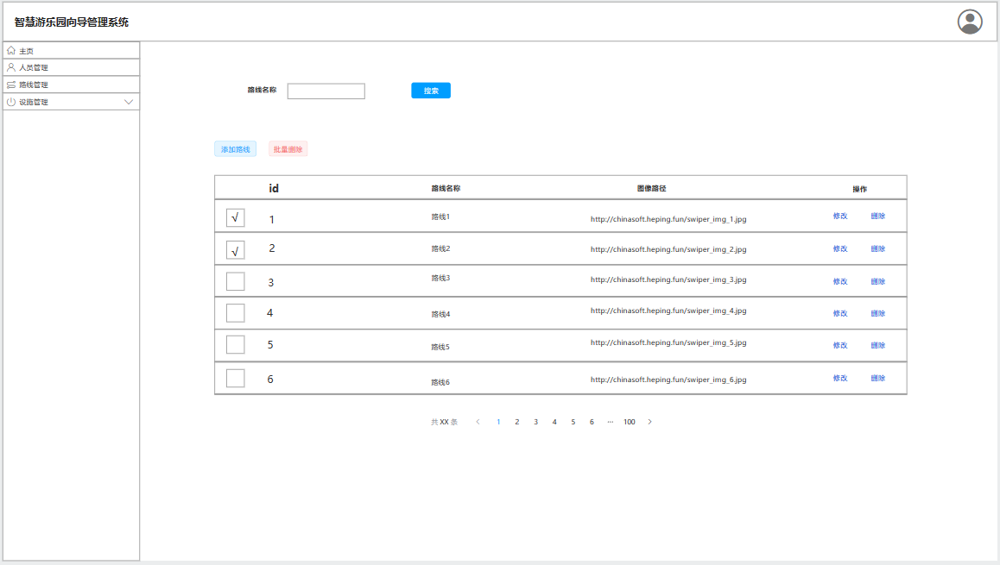 智慧游乐园向导管理系统
主页
人员管理
路线管理
设施管理
路线名称 搜索
添加路线 批量删除
id 路线名称 图像路径 操作
√ 1 路线1 http://chinasoft.heping.fun/swiper_img_1.jpg 修改 删除
√ 2 路线2 http://chinasoft.heping.fun/swiper_img_2.jpg 修改 删除
3 路线3 http://chinasoft.heping.fun/swiper_img_3.jpg 修改 删除
4 路线4 http://chinasoft.heping.fun/swiper_img_4.jpg 修改 删除
5 路线5 http://chinasoft.heping.fun/swiper_img_5.jpg 修改 删除
6 路线6 http://chinasoft.heping.fun/swiper_img_6.jpg 修改 删除
共 XX 条 < 1 2 3 4 5 6 ··· 100 >